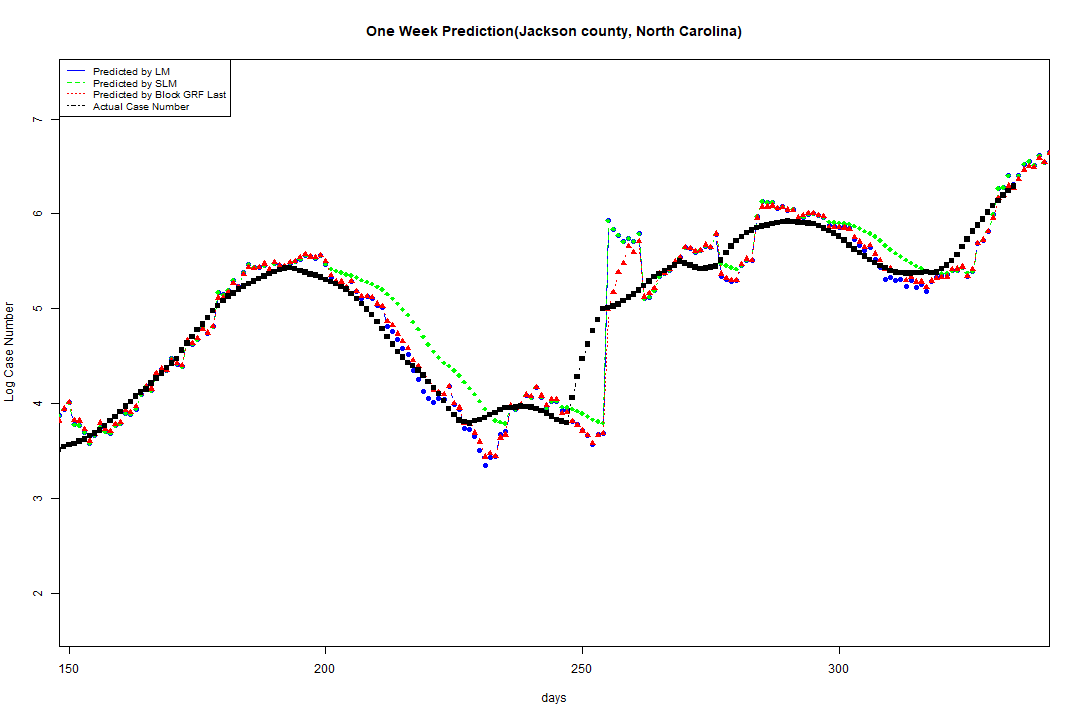 One Week Prediction(Jackson county, North Carolina)
Predicted by LM
Predicted by SLM
Predicted by Block GRF Last
Actual Case Number
7
6
5
4
3
2
Log Case Number
150 200 250 300
days